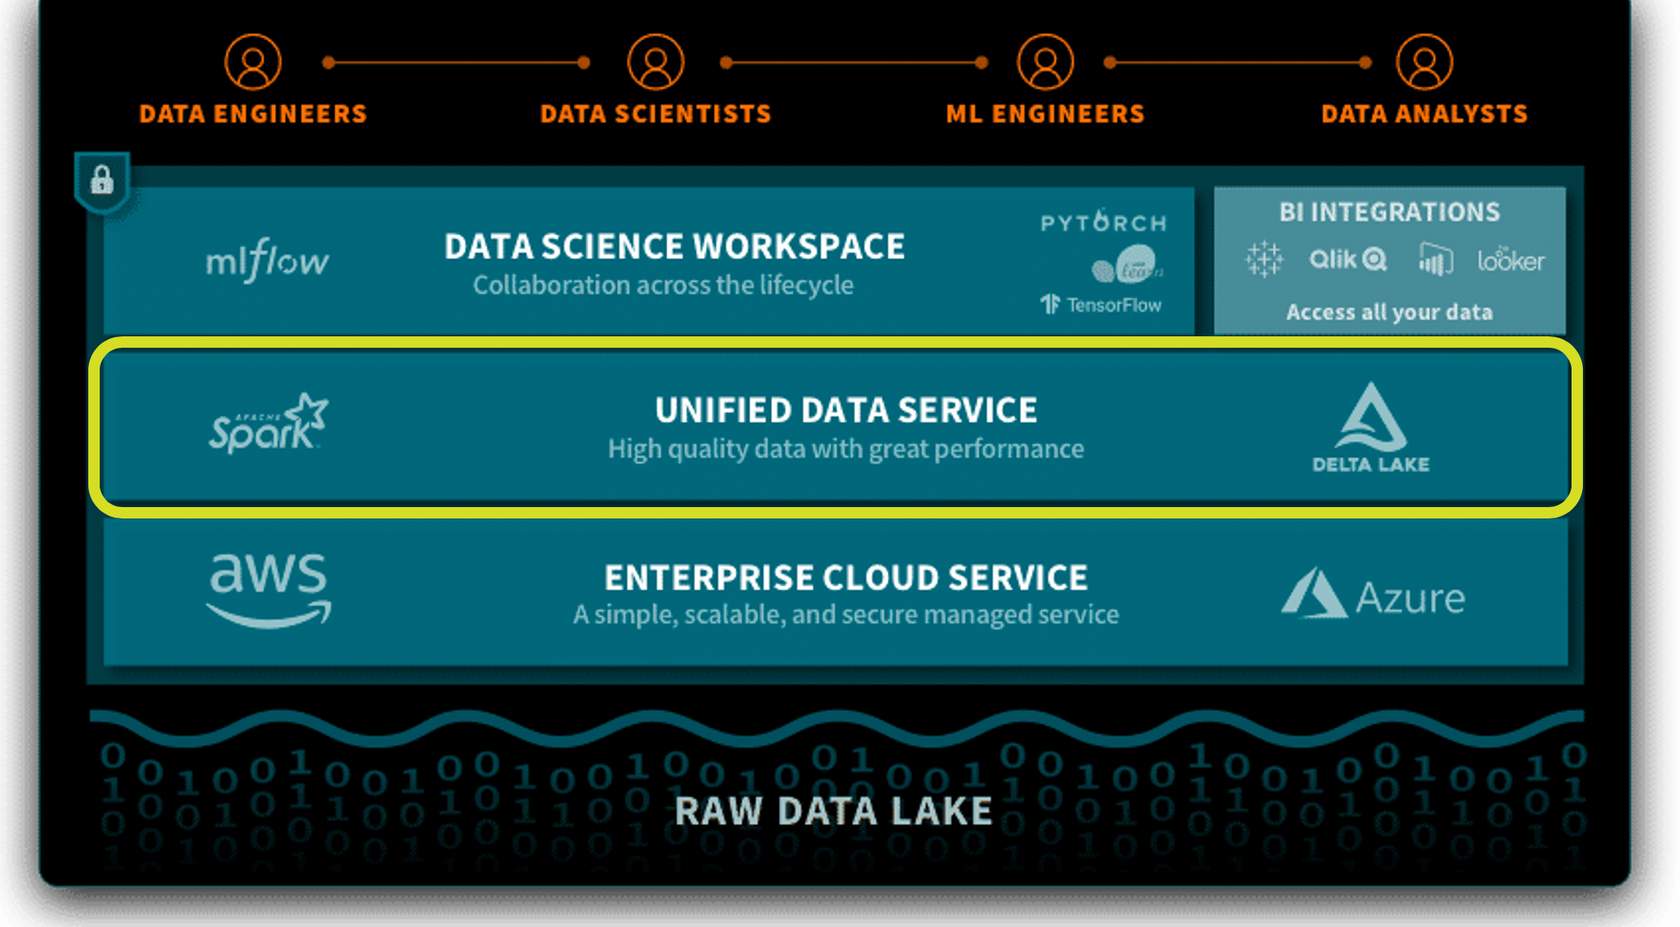 DATA ENGINEERS
DATA SCIENTISTS
ML ENGINEERS
DATA ANALYSTS
mlflow
DATA SCIENCE WORKSPACE
Collaboration across the lifecycle
PYTORCH
learn
TensorFlow
BI INTEGRATIONS
Qlik
looker
Access all your data
APACHE
Spark
UNIFIED DATA SERVICE
High quality data with great performance
DELTA LAKE
aws
ENTERPRISE CLOUD SERVICE
A simple, scalable, and secure managed service
Azure
RAW DATA LAKE